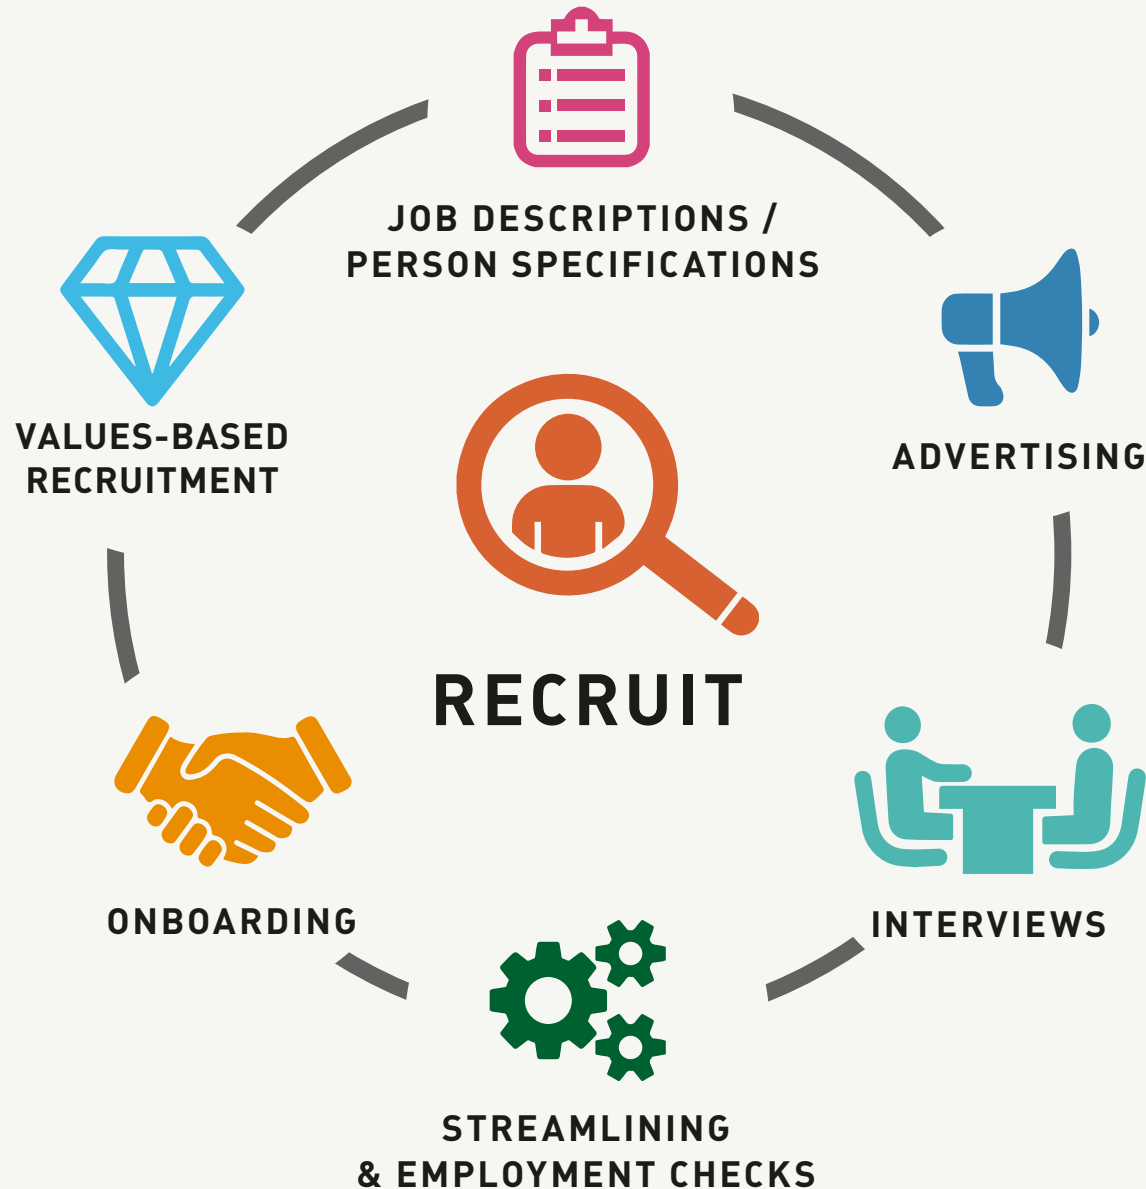 JOB DESCRIPTIONS /
PERSON SPECIFICATIONS
VALUES-BASED
RECRUITMENT
ADVERTISING
RECRUIT
ONBOARDING
INTERVIEWS
STREAMLINING
& EMPLOYMENT CHECKS